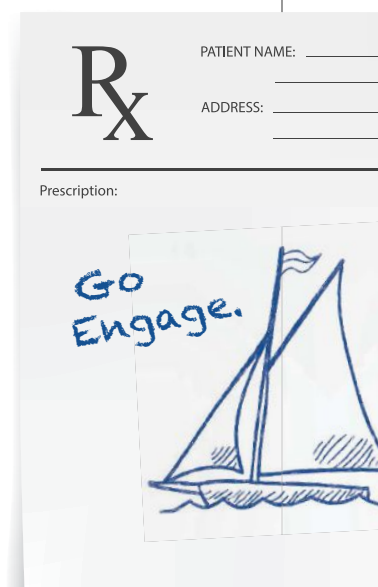 Rx
PATIENT NAME:
ADDRESS:
Prescription:
Go
Engage.